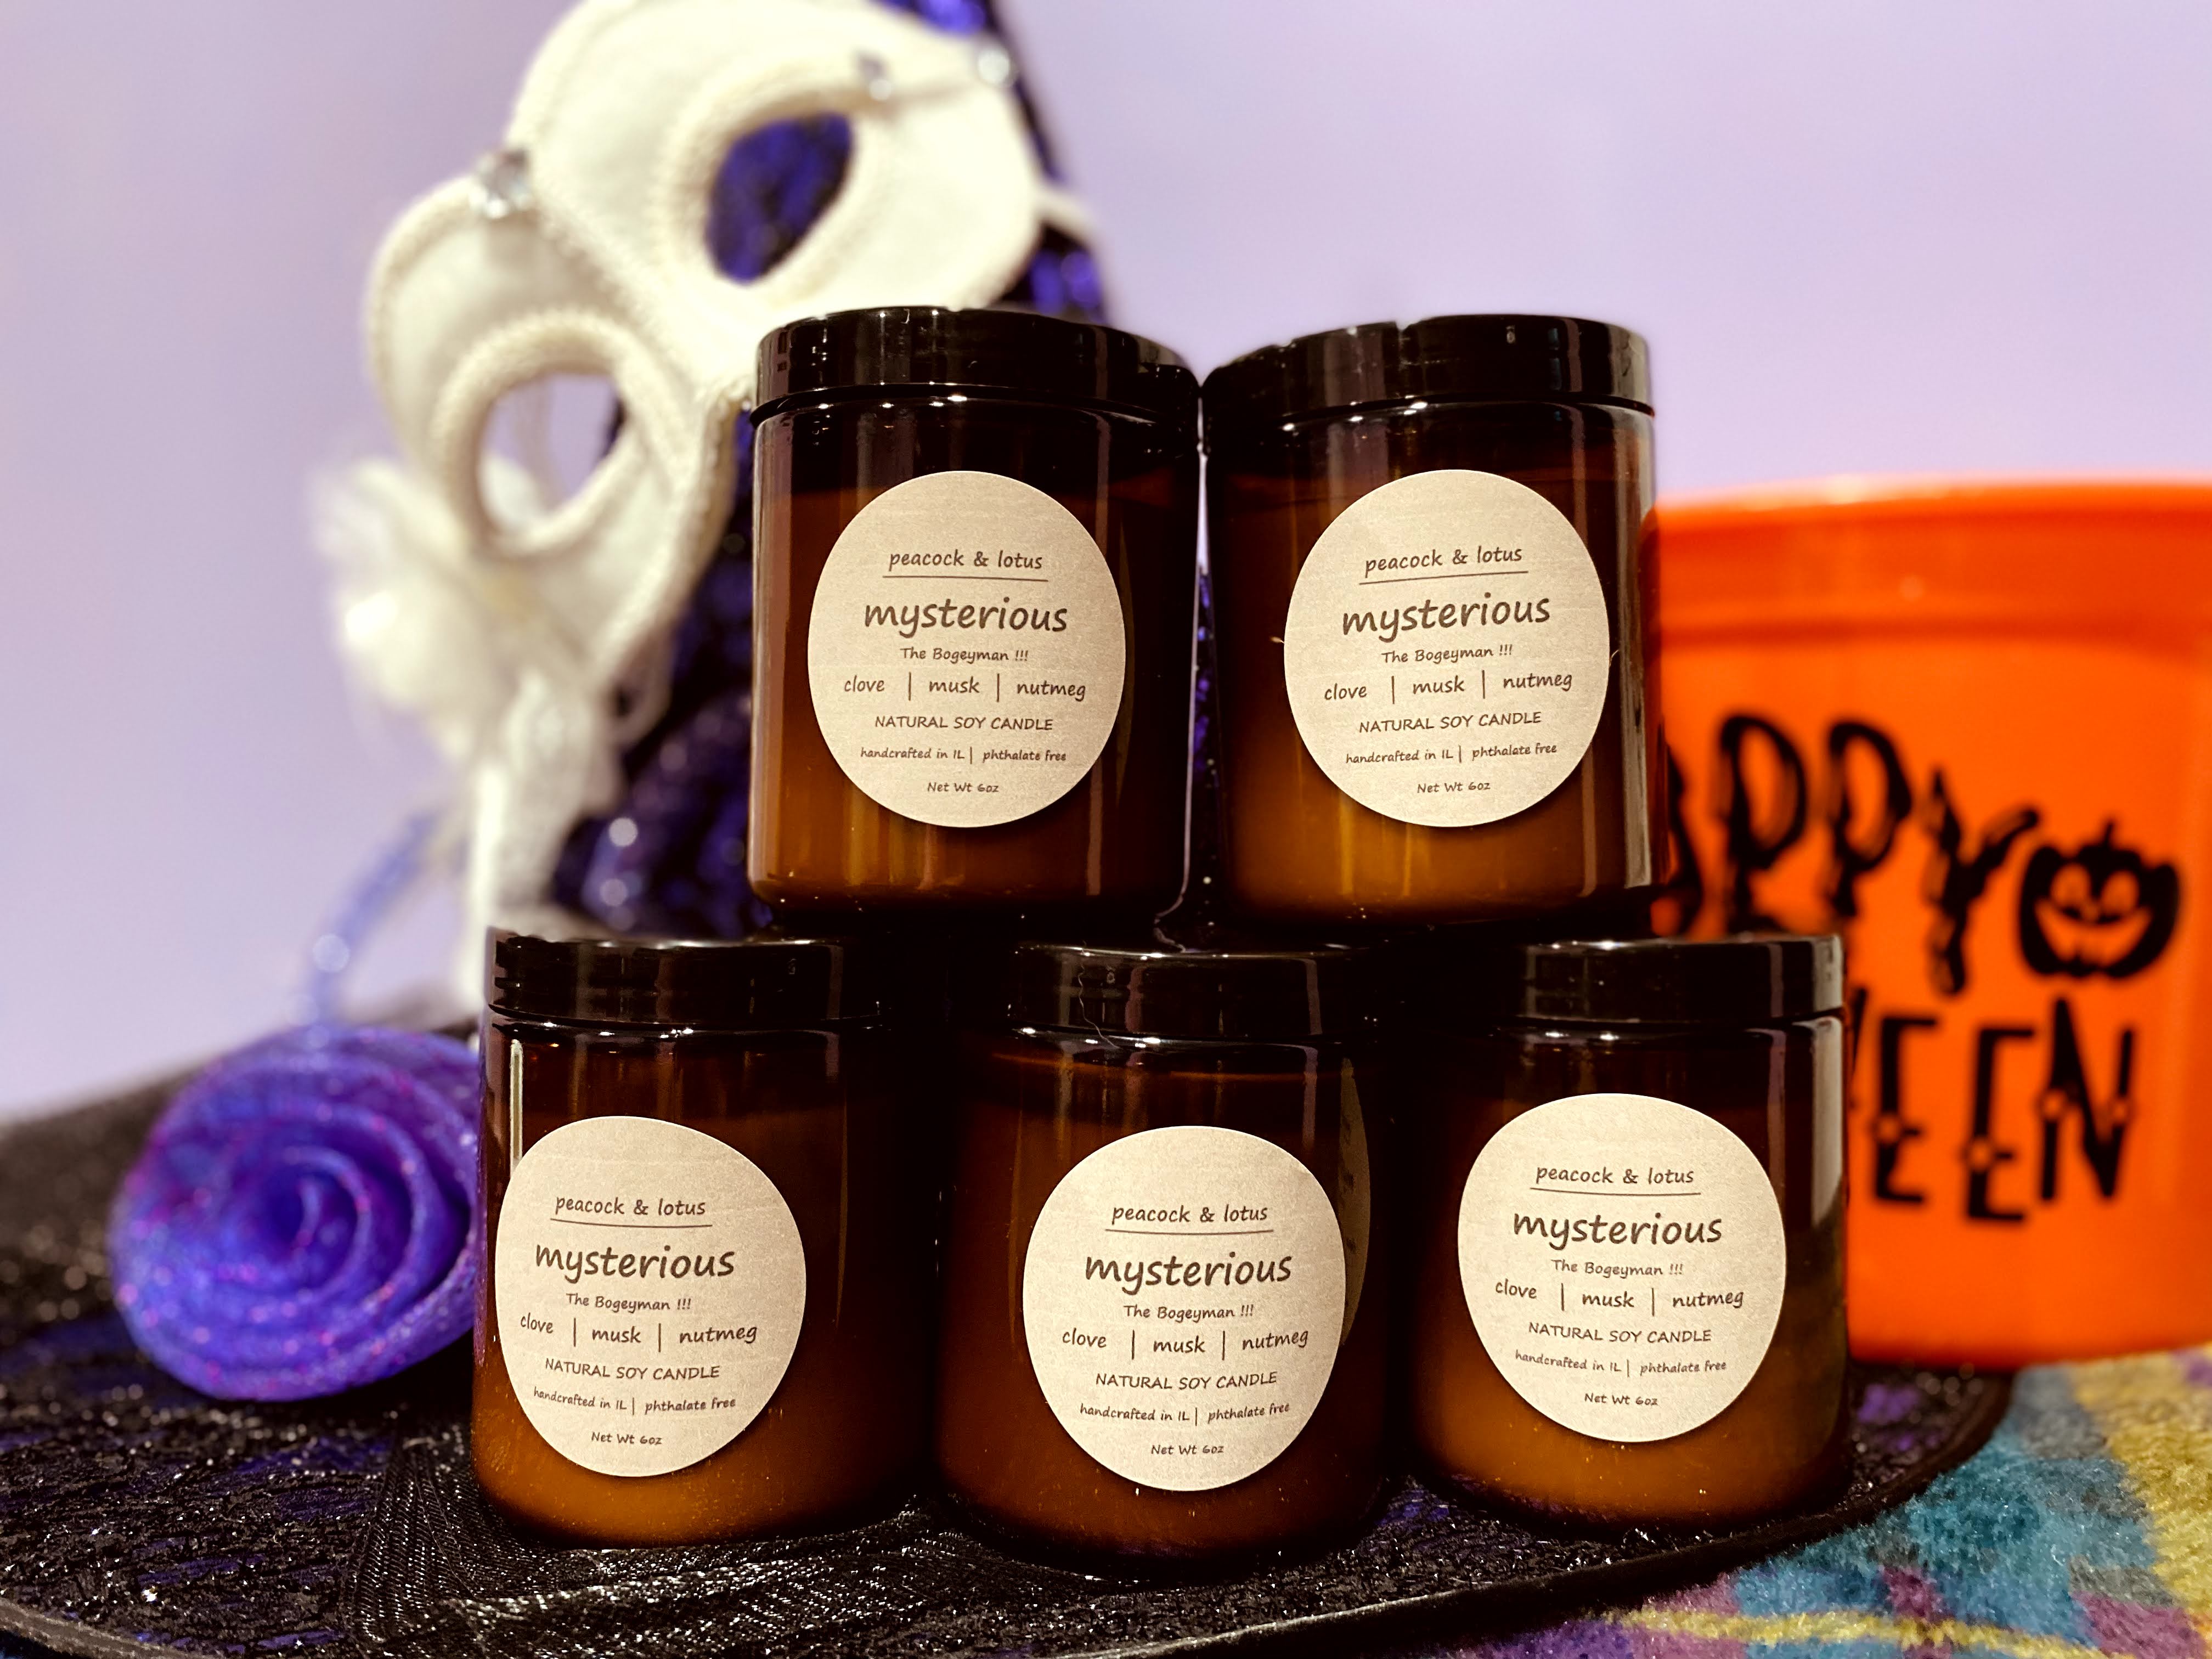 peacock & lotus
mysterious
The Bogeyman !!!
clove | musk | nutmeg
NATURAL SOY CANDLE
handcrafted in IL | phthalate free
Net Wt 6oz
peacock & lotus
mysterious
The Bogeyman !!!
clove | musk | nutmeg
NATURAL SOY CANDLE
handcrafted in IL | phthalate free
Net Wt 6oz
APPY
WEEN
peacock & lotus
mysterious
The Bogeyman !!!
clove | musk | nutmeg
NATURAL SOY CANDLE
handcrafted in IL | phthalate free
Net Wt 6oz
peacock & lotus
mysterious
The Bogeyman !!!
clove | musk | nutmeg
NATURAL SOY CANDLE
handcrafted in IL | phthalate free
Net Wt 6oz
peacock & lotus
mysterious
The Bogeyman !!!
clove | musk | nutmeg
NATURAL SOY CANDLE
handcrafted in IL | phthalate free
Net Wt 6oz